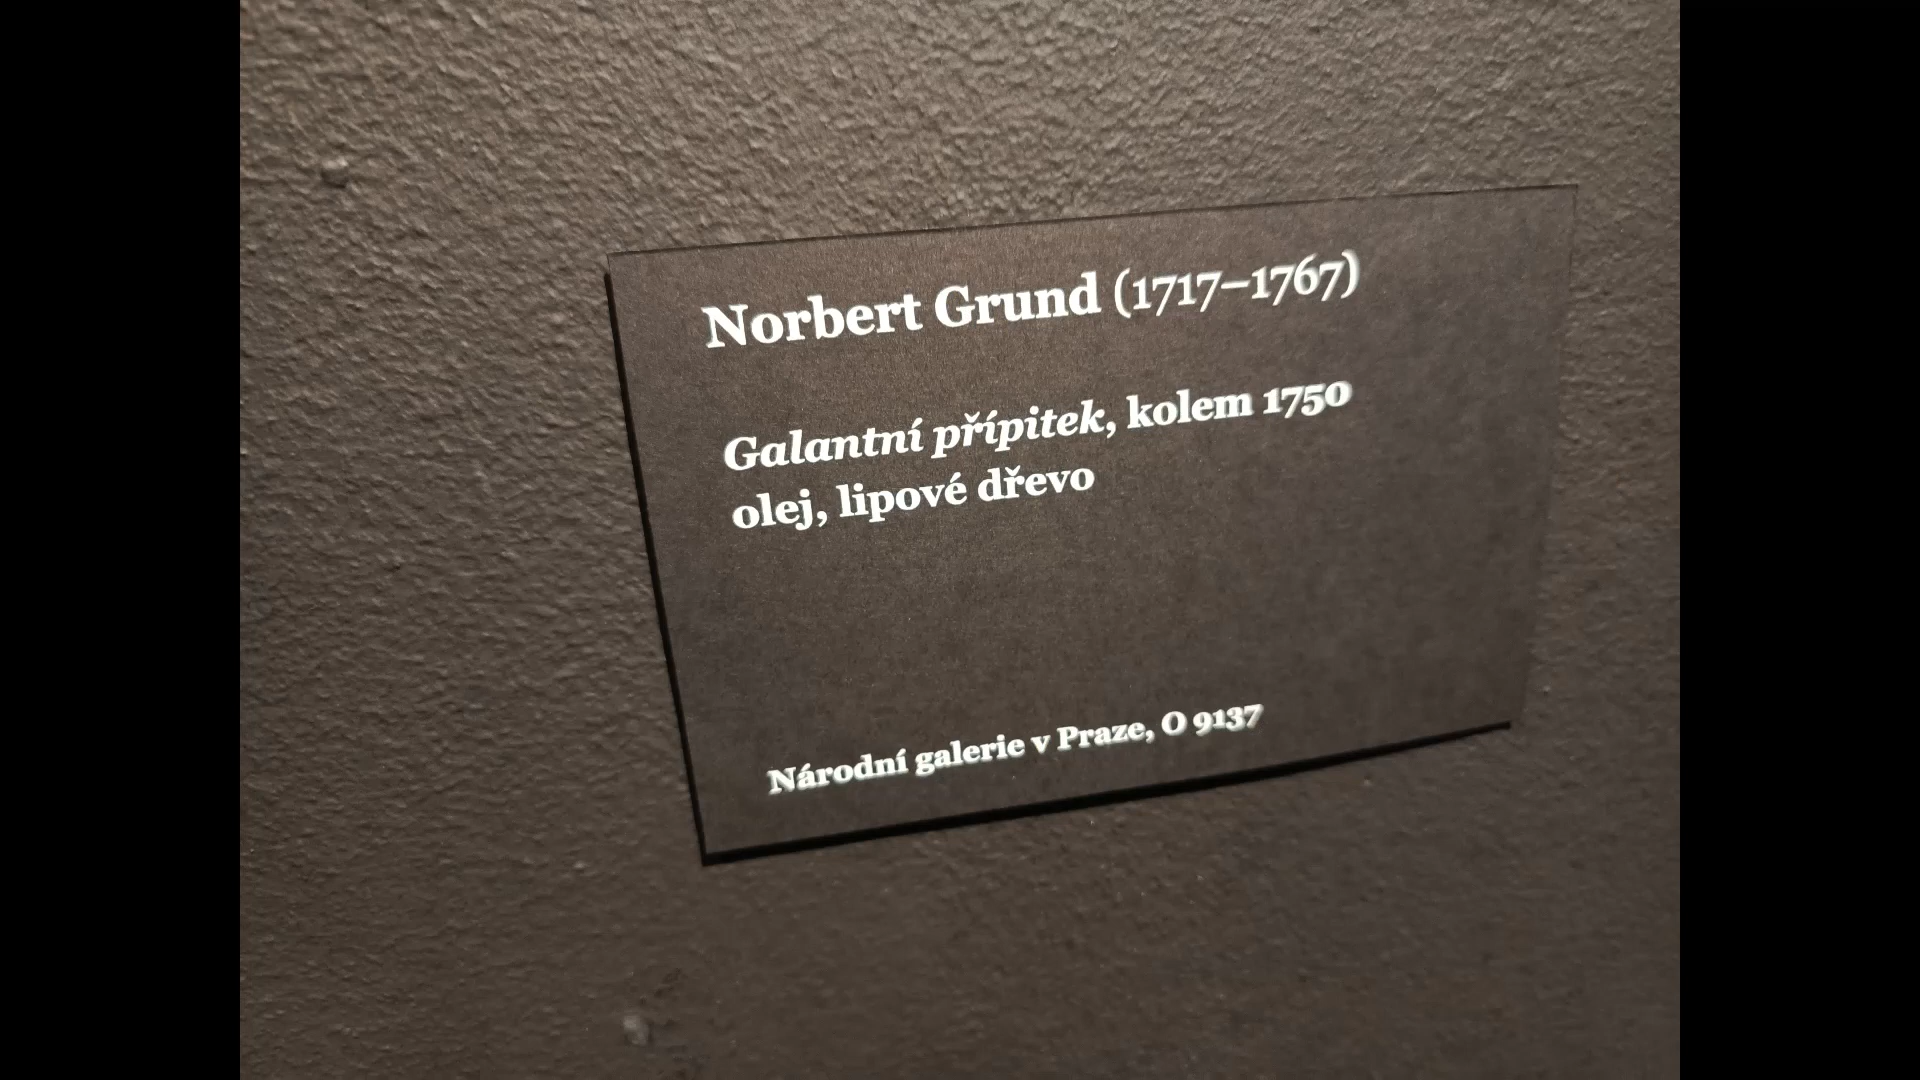 Norbert Grund (1717–1767)
Galantní přípitek, kolem 1750
olej, lipové dřevo
Národní galerie v Praze, O 9137